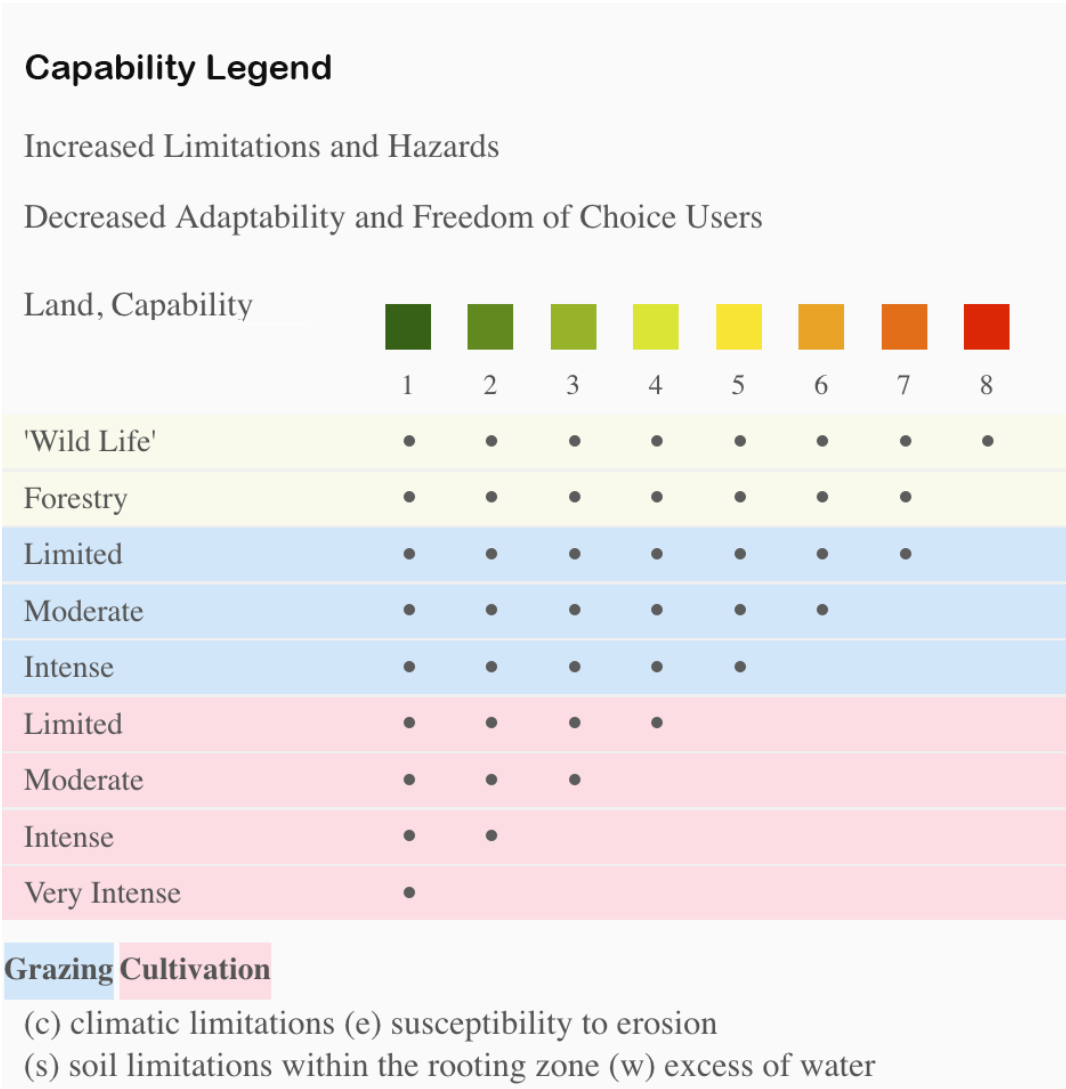 Capability Legend
Increased Limitations and Hazards
Decreased Adaptability and Freedom of Choice Users
Land, Capability
1 2 3 4 5 6 7 8
'Wild Life' • • • • • • • •
Forestry • • • • • • •
Limited • • • • • • •
Moderate • • • • • •
Intense • • • • •
Limited • • • •
Moderate • • •
Intense • •
Very Intense •
Grazing Cultivation
(c) climatic limitations (e) susceptibility to erosion
(s) soil limitations within the rooting zone (w) excess of water